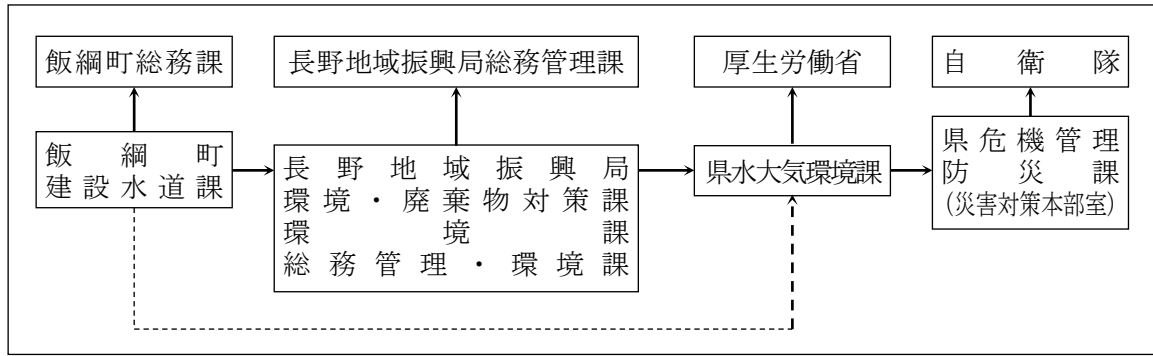 飯綱町総務課
長野地域振興局総務管理課
厚生労働省
自衛隊
飯綱町
建設水道課
長野地域振興局
環境・廃棄物対策課
環境課
総務管理・環境課
県水大気環境課
県危機管理
防災課
(災害対策本部室)